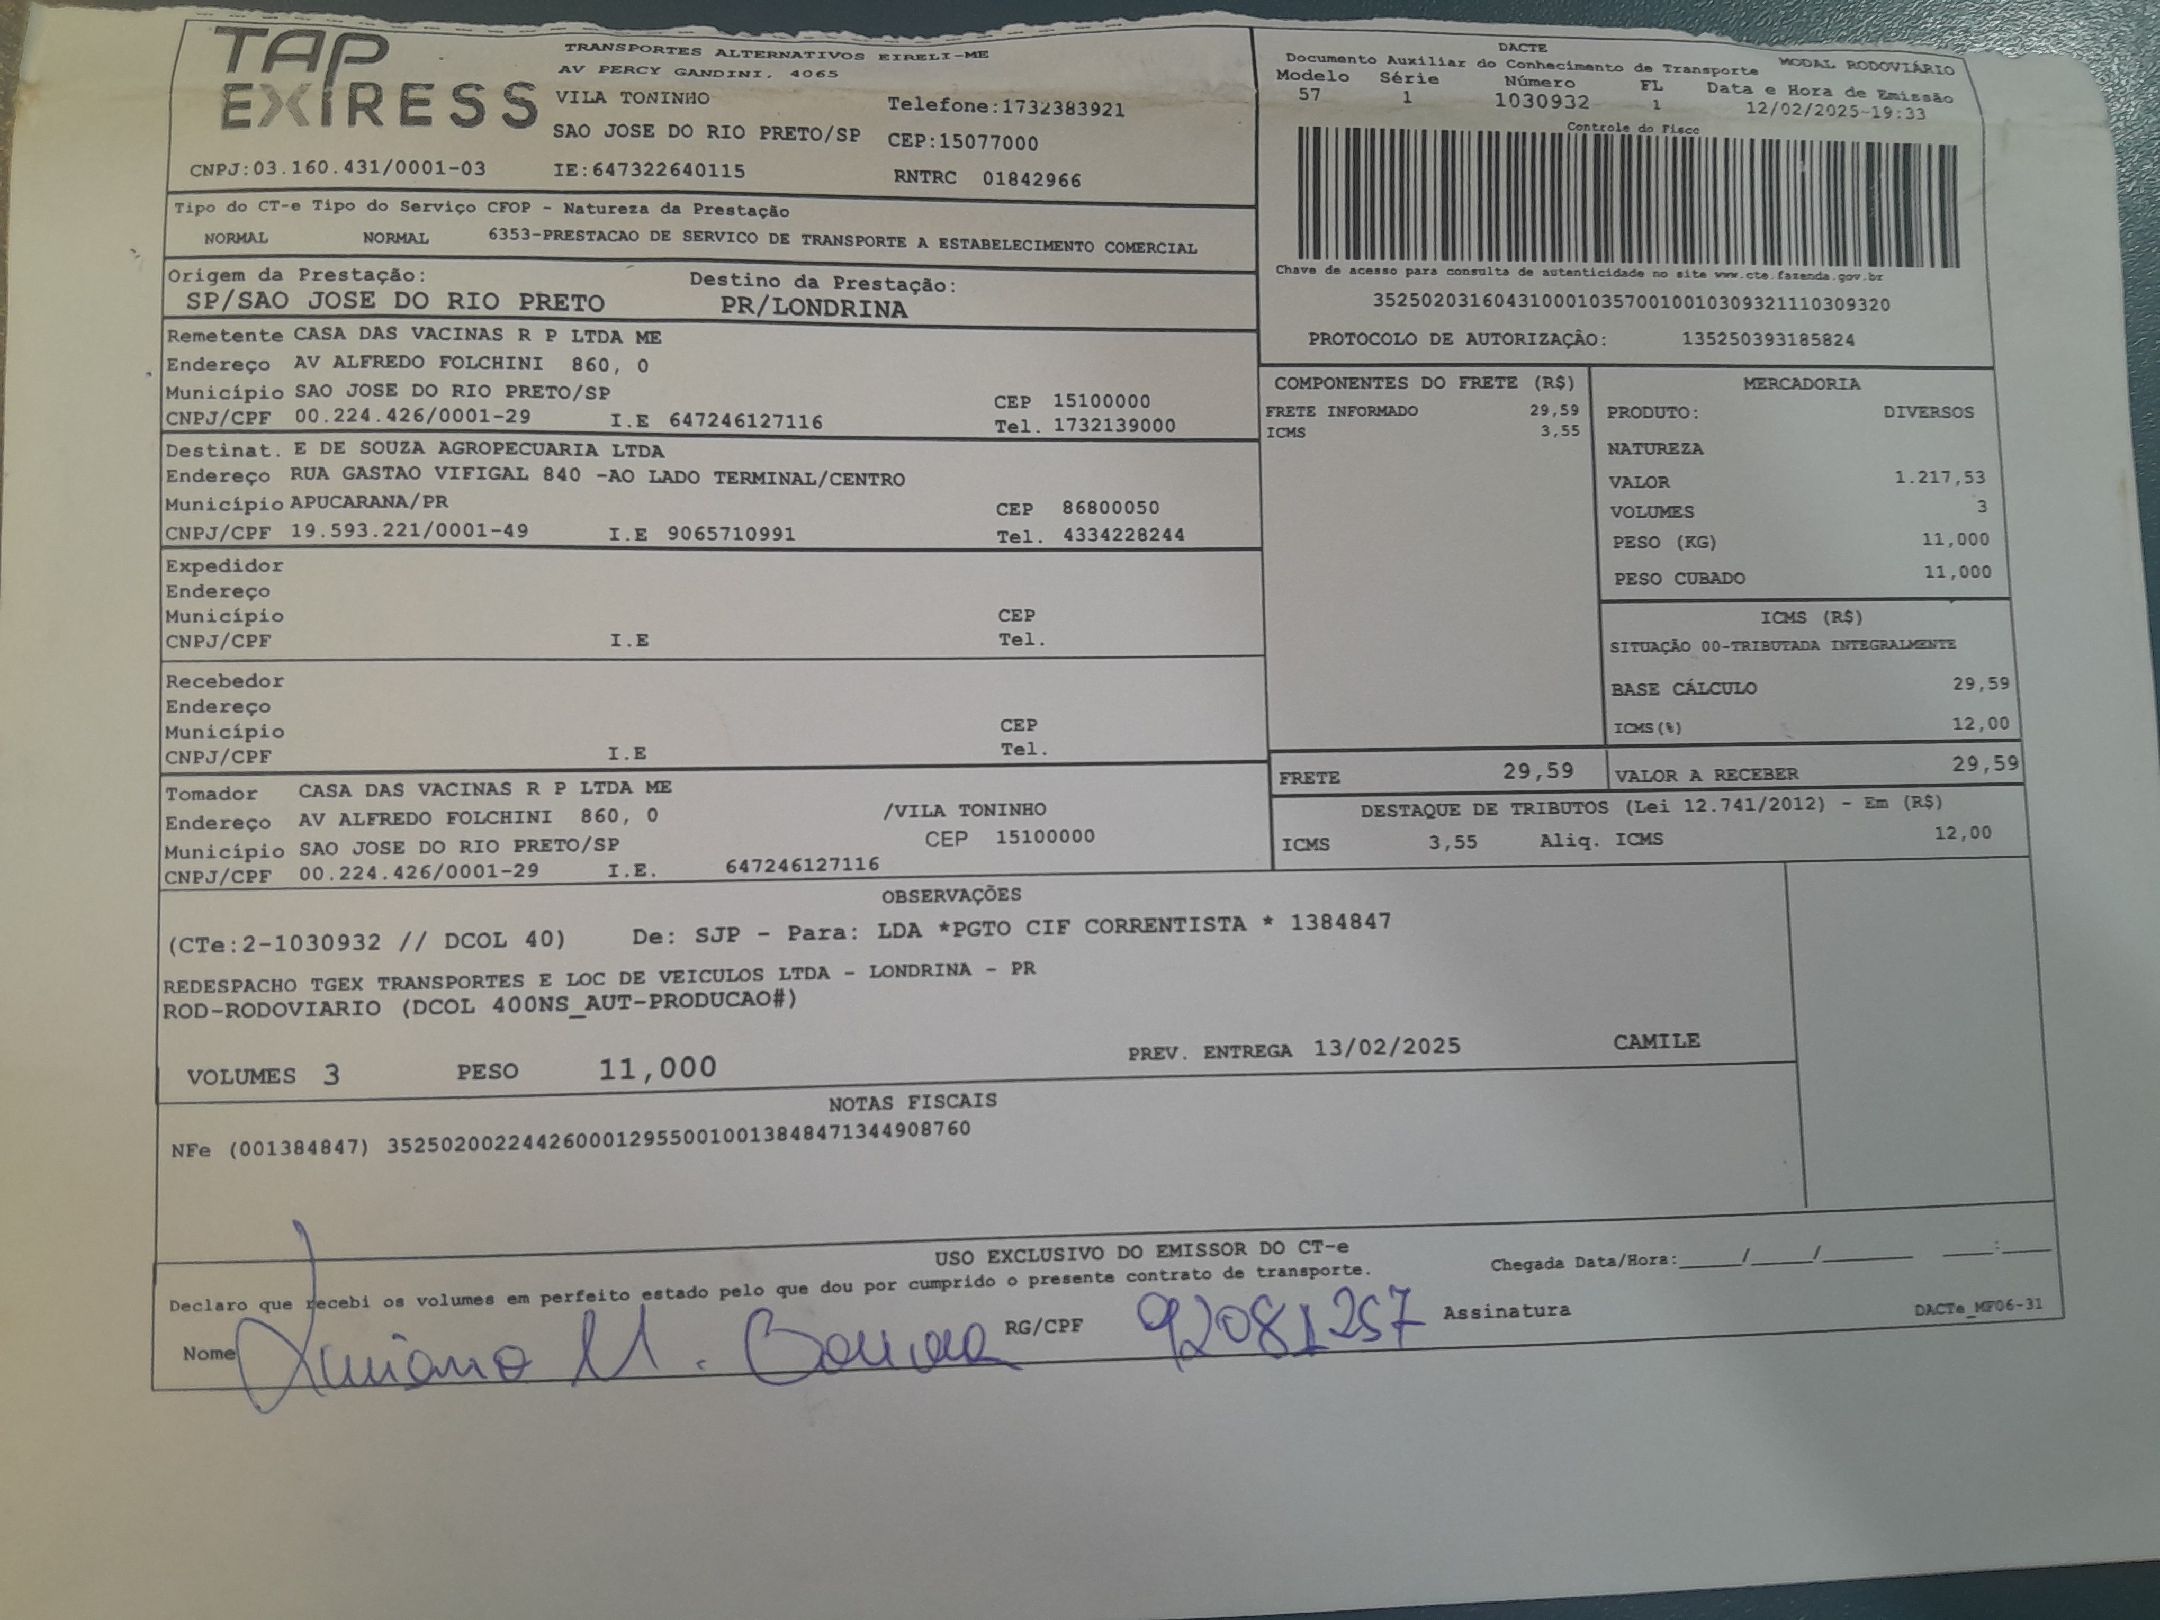 TAP EXIRESS
TRANSPORTES ALTERNATIVOS EIRELI-ME
AV PERCY GANDINI, 4065
VILA TONINHO
Telefone:1732383921
SAO JOSE DO RIO PRETO/SP
CEP:15077000
CNPJ:03.160.431/0001-03
IE:647322640115
RNTRC 01842966
DACTE
Documento Auxiliar do Conhecimento de Transporte
MODAL RODOVIÁRIO
Modelo Série Número FL Data e Hora de Emissão
57 1 1030932 1 12/02/2025-19:33
Controle do Fisco
Chave de acesso para consulta de autenticidade no site www.cte.fazenda.gov.br
35250203160431000103570010010309321110309320
PROTOCOLO DE AUTORIZAÇÂO: 135250393185824
Tipo do CT-e Tipo do Serviço CFOP - Natureza da Prestação
NORMAL NORMAL 6353-PRESTACAO DE SERVICO DE TRANSPORTE A ESTABELECIMENTO COMERCIAL
Origem da Prestação: Destino da Prestação:
SP/SAO JOSE DO RIO PRETO PR/LONDRINA
Remetente CASA DAS VACINAS R P LTDA ME
Endereço AV ALFREDO FOLCHINI 860, 0
Município SAO JOSE DO RIO PRETO/SP CEP 15100000
CNPJ/CPF 00.224.426/0001-29 I.E 647246127116 Tel. 1732139000
Destinat. E DE SOUZA AGROPECUARIA LTDA
Endereço RUA GASTAO VIFIGAL 840 -AO LADO TERMINAL/CENTRO
Município APUCARANA/PR CEP 86800050
CNPJ/CPF 19.593.221/0001-49 I.E 9065710991 Tel. 4334228244
Expedidor
Endereço
Município CEP
CNPJ/CPF I.E Tel.
Recebedor
Endereço
Município CEP
CNPJ/CPF I.E Tel.
Tomador CASA DAS VACINAS R P LTDA ME
Endereço AV ALFREDO FOLCHINI 860, 0 /VILA TONINHO
Município SAO JOSE DO RIO PRETO/SP CEP 15100000
CNPJ/CPF 00.224.426/0001-29 I.E. 647246127116
COMPONENTES DO FRETE (R$)
FRETE INFORMADO 29,59
ICMS 3,55
MERCADORIA
PRODUTO: DIVERSOS
NATUREZA
VALOR 1.217,53
VOLUMES 3
PESO (KG) 11,000
PESO CUBADO 11,000
ICMS (R$)
SITUAÇÃO 00-TRIBUTADA INTEGRALMENTE
BASE CÁLCULO 29,59
ICMS(%) 12,00
FRETE 29,59 VALOR A RECEBER 29,59
DESTAQUE DE TRIBUTOS (Lei 12.741/2012) - Em (R$)
ICMS 3,55 Aliq. ICMS 12,00
OBSERVAÇÕES
(CTe:2-1030932 // DCOL 40) De: SJP - Para: LDA *PGTO CIF CORRENTISTA * 1384847
REDESPACHO TGEX TRANSPORTES E LOC DE VEICULOS LTDA - LONDRINA - PR
ROD-RODOVIARIO (DCOL 400NS_AUT-PRODUCAO#)
VOLUMES 3 PESO 11,000 PREV. ENTREGA 13/02/2025 CAMILE
NOTAS FISCAIS
NFe (001384847) 35250200224426000129550010013848471344908760
USO EXCLUSIVO DO EMISSOR DO CT-e
Declaro que recebi os volumes em perfeito estado pelo que dou por cumprido o presente contrato de transporte.
Chegada Data/Hora:_____/_____/_______ ____:____
Nome RG/CPF 92081257 Assinatura
DACTe_MF06-31